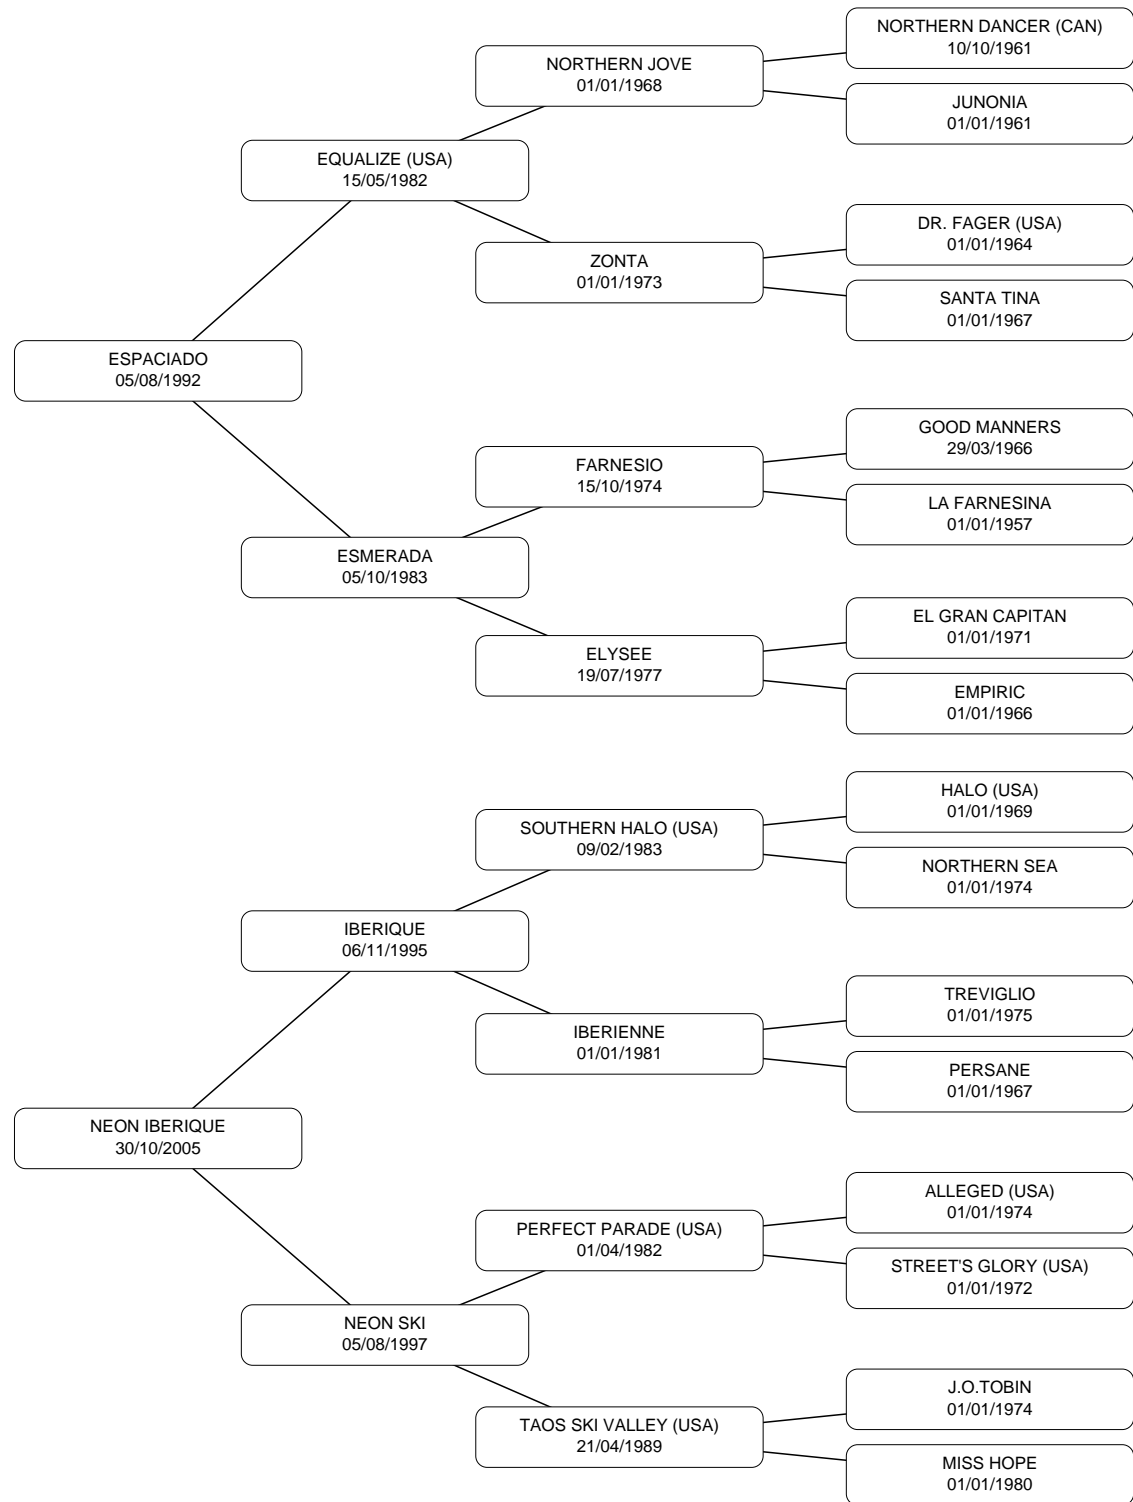 NORTHERN DANCER (CAN)
10/10/1961
NORTHERN JOVE
01/01/1968
JUNONIA
01/01/1961
EQUALIZE (USA)
15/05/1982
DR. FAGER (USA)
01/01/1964
ZONTA
01/01/1973
SANTA TINA
01/01/1967
ESPACIADO
05/08/1992
GOOD MANNERS
29/03/1966
FARNESIO
15/10/1974
LA FARNESINA
01/01/1957
ESMERADA
05/10/1983
EL GRAN CAPITAN
01/01/1971
ELYSEE
19/07/1977
EMPIRIC
01/01/1966
HALO (USA)
01/01/1969
SOUTHERN HALO (USA)
09/02/1983
NORTHERN SEA
01/01/1974
IBERIQUE
06/11/1995
TREVIGLIO
01/01/1975
IBERIENNE
01/01/1981
PERSANE
01/01/1967
NEON IBERIQUE
30/10/2005
ALLEGED (USA)
01/01/1974
PERFECT PARADE (USA)
01/04/1982
STREET'S GLORY (USA)
01/01/1972
NEON SKI
05/08/1997
J.O.TOBIN
01/01/1974
TAOS SKI VALLEY (USA)
21/04/1989
MISS HOPE
01/01/1980